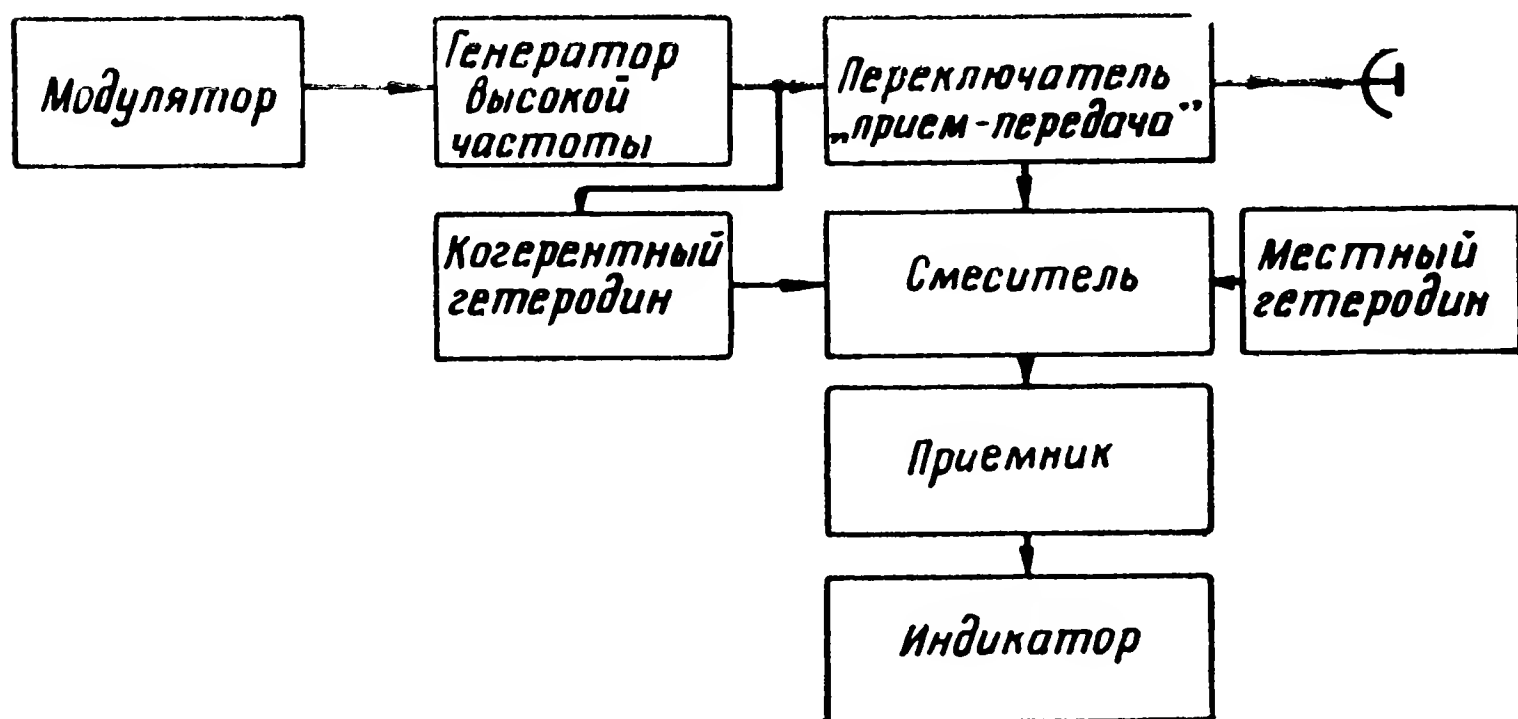 Модулятор
Генератор
высокой
частоты
Переключатель
„прием-передача”
Когерентный
гетеродин
Смеситель
Местный
гетеродин
Приемник
Индикатор